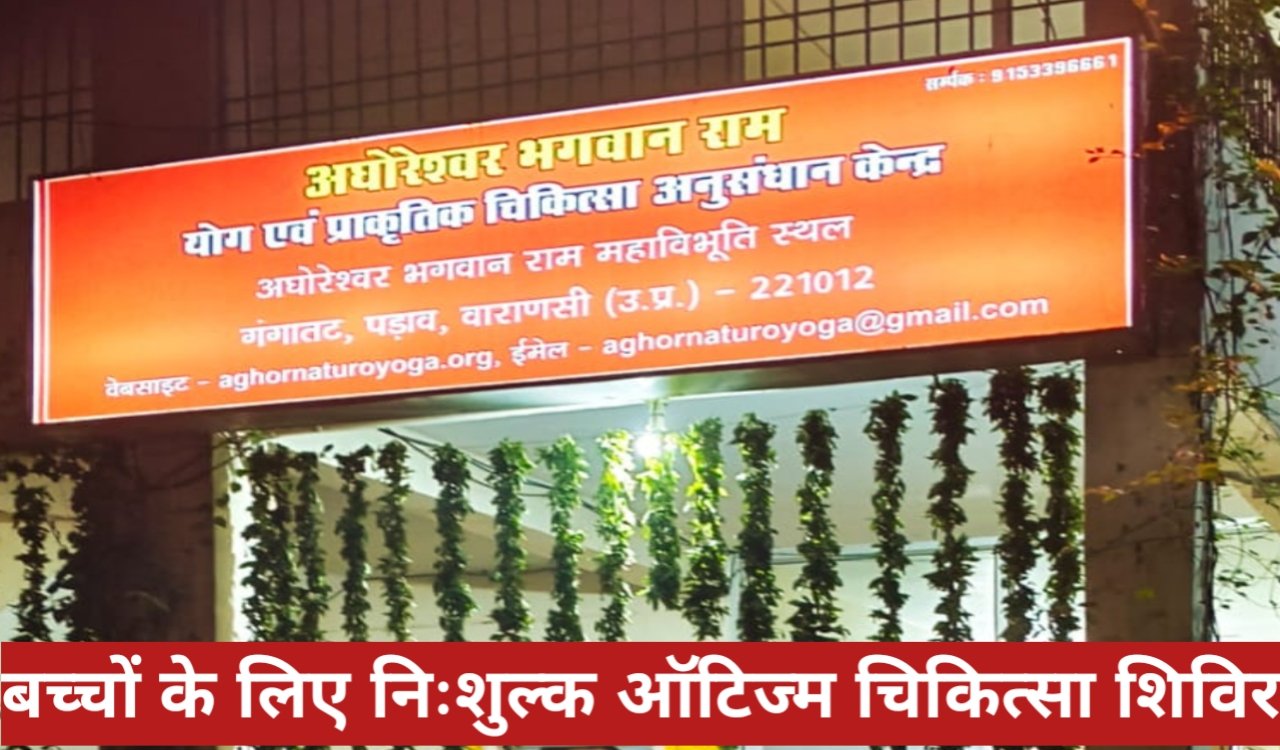 सम्पर्क : 9153396661
अघोरेश्वर भगवान राम
योग एवं प्राकृतिक चिकित्सा अनुसंधान केन्द्र
अघोरेश्वर भगवान राम महाविभूति स्थल
गंगातट, पड़ाव, वाराणसी (उ.प्र.) - 221012
वेबसाइट - aghornaturoyoga.org, ईमेल - aghornaturoyoga@gmail.com
बच्चों के लिए निःशुल्क ऑटिज्म चिकित्सा शिविर